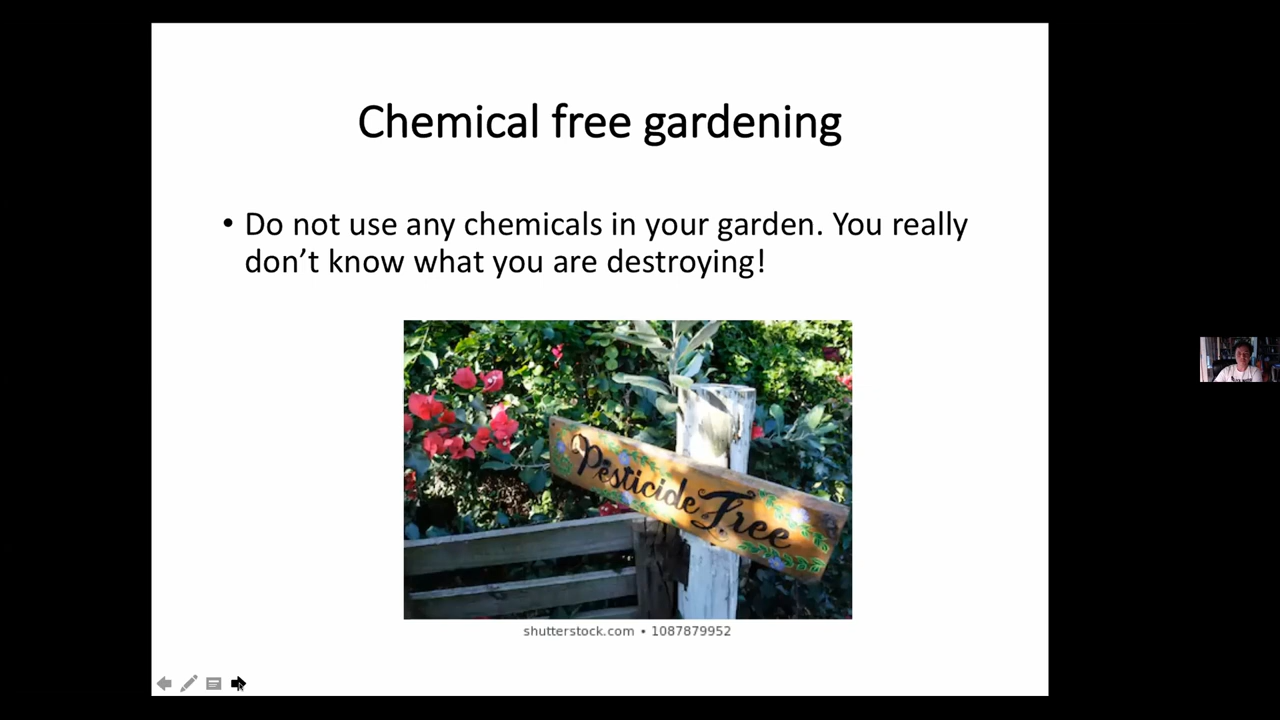 Chemical free gardening
• Do not use any chemicals in your garden. You really
don’t know what you are destroying!
Pesticide Free
shutterstock.com • 1087879952